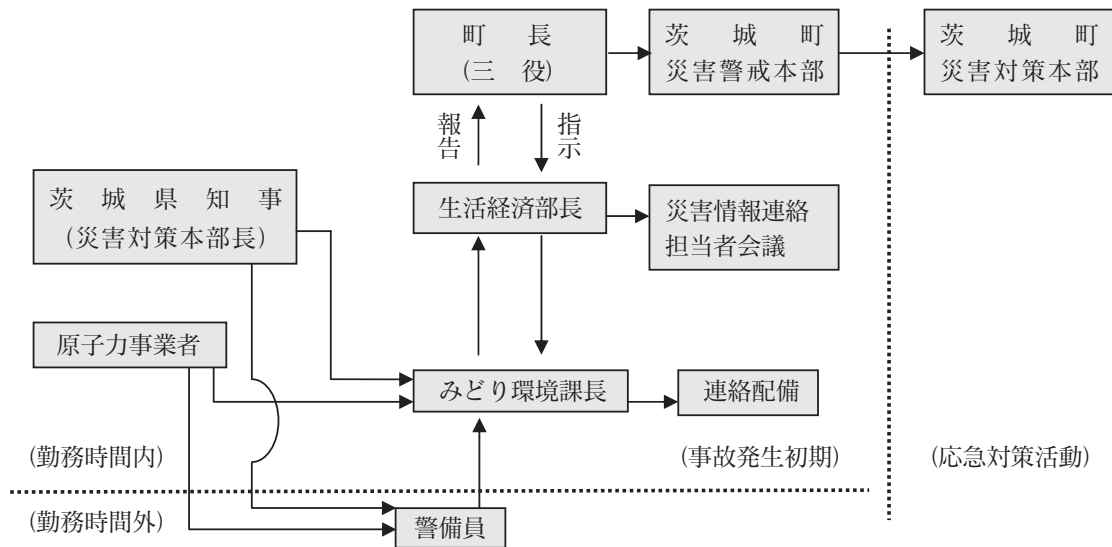 町長
(三役)
茨城町
災害警戒本部
茨城町
災害対策本部
報告
指示
茨城県知事
(災害対策本部長)
生活経済部長
災害情報連絡
担当者会議
原子力事業者
みどり環境課長
連絡配備
(勤務時間内)
(事故発生初期)
(応急対策活動)
(勤務時間外)
警備員